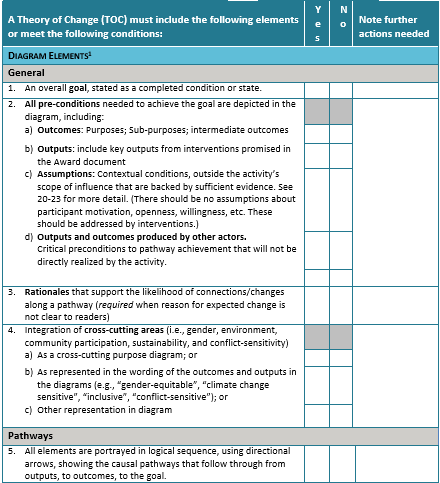 A Theory of Change (TOC) must include the following elements
or meet the following conditions:
Y
e
s
N
o
Note further
actions needed
DIAGRAM ELEMENTS1
General
1. An overall goal, stated as a completed condition or state.
2. All pre-conditions needed to achieve the goal are depicted in the
diagram, including:
a) Outcomes: Purposes; Sub-purposes; intermediate outcomes
b) Outputs: include key outputs from interventions promised in
the Award document
c) Assumptions: Contextual conditions, outside the activity's
scope of influence that are backed by sufficient evidence. See
20-23 for more detail. (There should be no assumptions about
participant motivation, openness, willingness, etc. These
should be addressed by interventions.)
d) Outputs and outcomes produced by other actors.
Critical preconditions to pathway achievement that will not be
directly realized by the activity.
3. Rationales that support the likelihood of connections/changes
along a pathway (required when reason for expected change is
not clear to readers)
4. Integration of cross-cutting areas (i.e., gender, environment,
community participation, sustainability, and conflict-sensitivity)
a) As a cross-cutting purpose diagram; or
b) As represented in the wording of the outcomes and outputs in
the diagrams (e.g., "gender-equitable", "climate change
sensitive", "inclusive", "conflict-sensitive"); or
c) Other representation in diagram
Pathways
5. All elements are portrayed in logical sequence, using directional
arrows, showing the causal pathways that follow through from
outputs, to outcomes, to the goal.